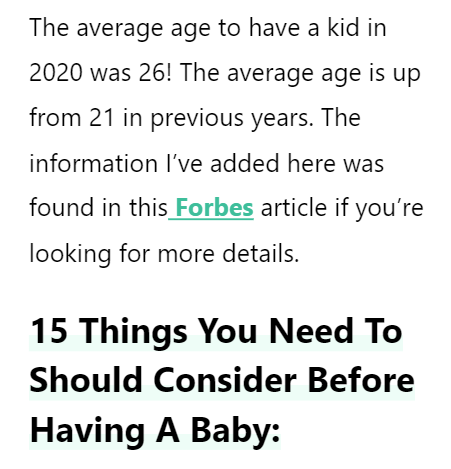 The average age to have a kid in
2020 was 26! The average age is up
from 21 in previous years. The
information I’ve added here was
found in this Forbes article if you’re
looking for more details.
15 Things You Need To
Should Consider Before
Having A Baby: